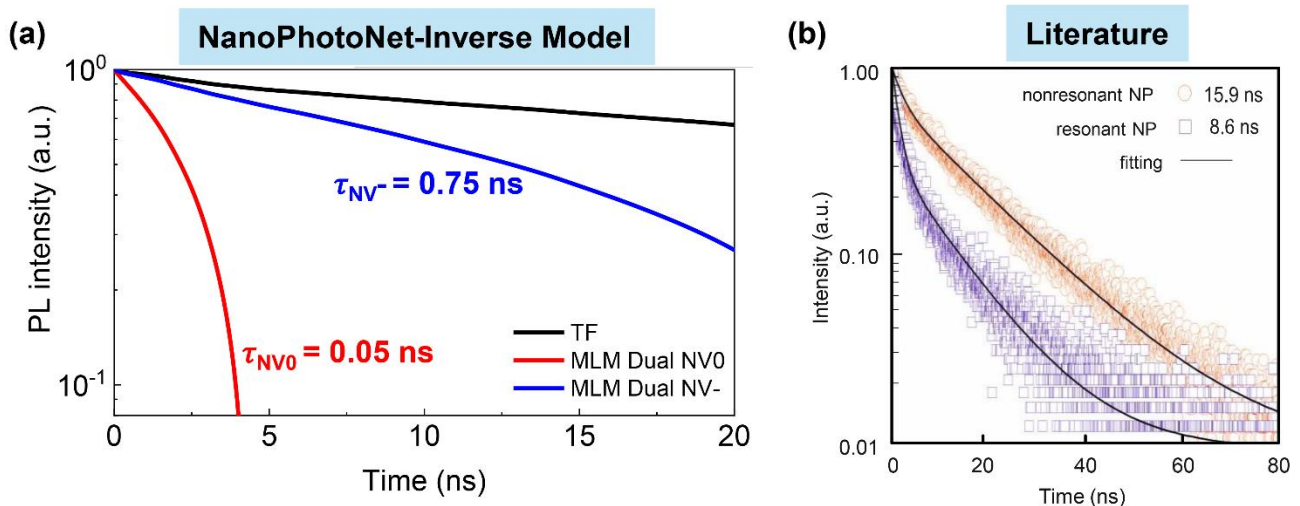 (a)
NanoPhotoNet-Inverse Model
PL intensity (a.u.)
10⁰
10⁻¹
τNV- = 0.75 ns
τNV0 = 0.05 ns
TF
MLM Dual NV0
MLM Dual NV-
0 5 10 15 20
Time (ns)
(b)
Literature
Intensity (a.u.)
1.00
0.10
0.01
nonresonant NP 15.9 ns
resonant NP 8.6 ns
fitting
0 20 40 60 80
Time (ns)